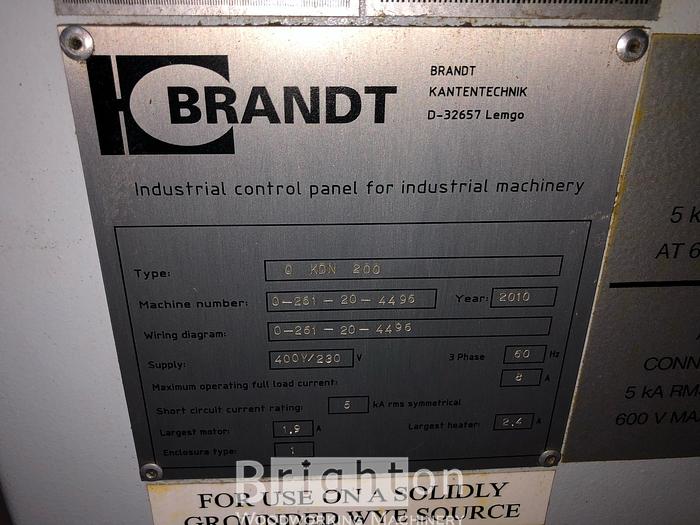 BRANDT
BRANDT
KANTENTECHNIK
D-32657 Lemgo
Industrial control panel for industrial machinery
Type: Q KDN 200
Machine number: 0-261-20-4496 Year: 2010
Wiring diagram: 0-261-20-4496
Supply: 400Y/230 V 3 Phase 60 Hz
Maximum operating full load current: 8 A
Short circuit current rating: 5 kA rms symmetrical
Largest motor: 1.9 A Largest heater: 2.4 A
Enclosure type: 1
5 k
AT 6
CONN
5 kA RM
600 V MA
Brighton
WOODWORKING MACHINERY
FOR USE ON A SOLIDLY
GROUNDED WYE SOURCE